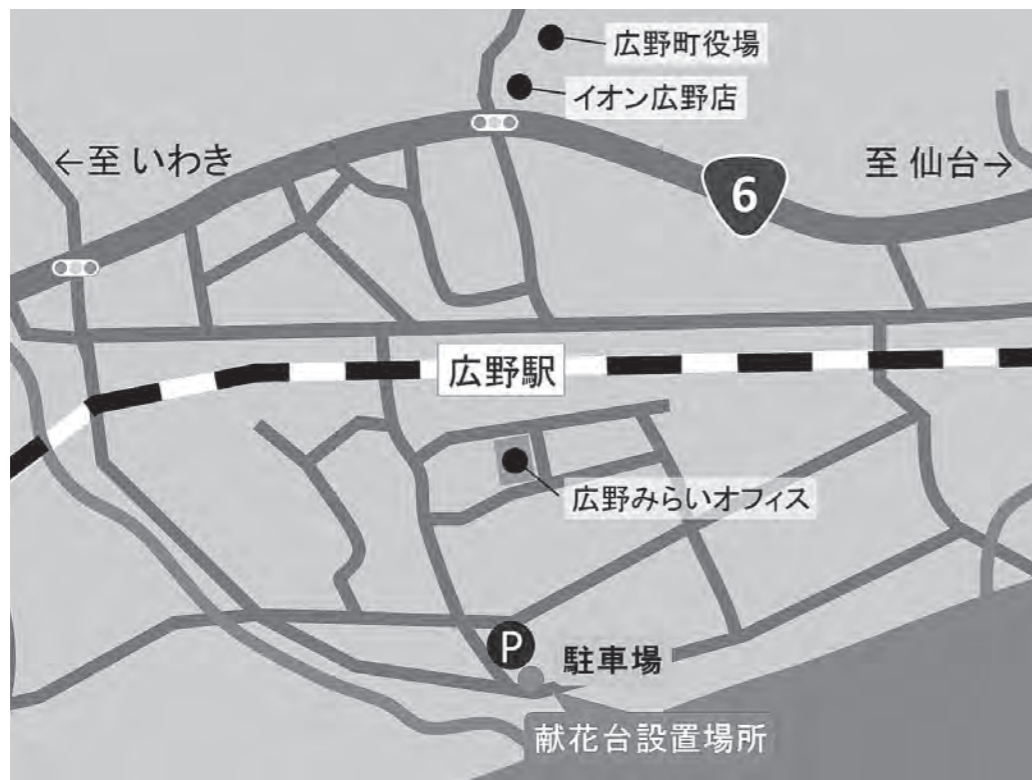 広野町役場
イオン広野店
←至 いわき
至 仙台→
6
広野駅
広野みらいオフィス
P
駐車場
献花台設置場所